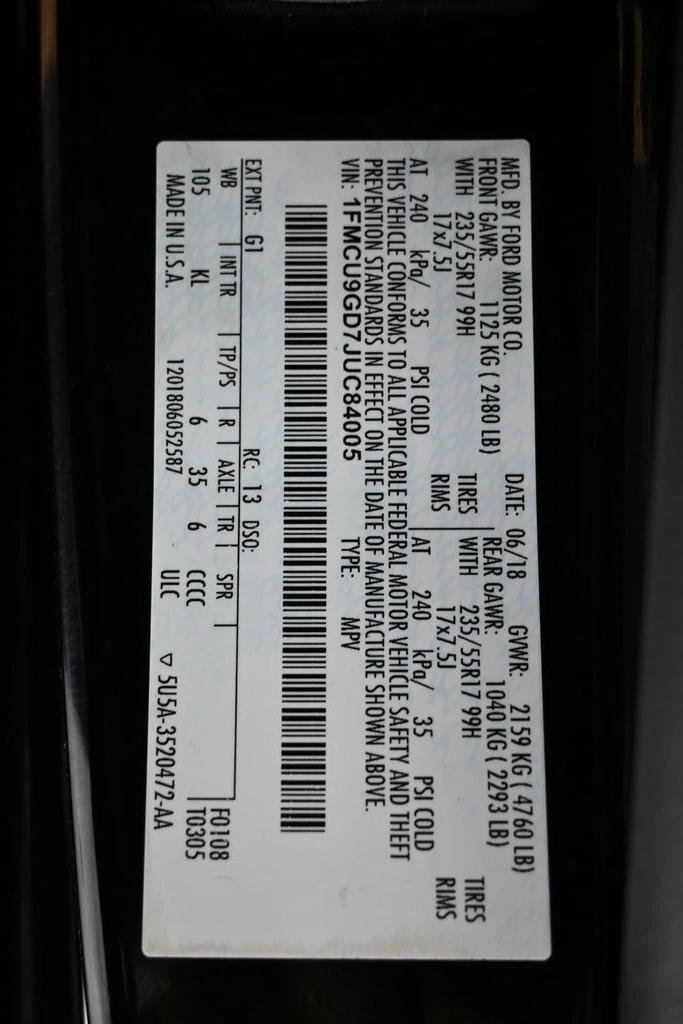 MFD. BY FORD MOTOR CO. DATE: 06/18 GVWR: 2159 KG ( 4760 LB)
FRONT GAWR: 1125 KG ( 2480 LB) REAR GAWR: 1040 KG ( 2293 LB)
WITH 235/55R17 99H TIRES WITH 235/55R17 99H TIRES
17x7.5J RIMS 17x7.5J RIMS
AT 240 kPa/ 35 PSI COLD AT 240 kPa/ 35 PSI COLD
THIS VEHICLE CONFORMS TO ALL APPLICABLE FEDERAL MOTOR VEHICLE SAFETY AND THEFT
PREVENTION STANDARDS IN EFFECT ON THE DATE OF MANUFACTURE SHOWN ABOVE.
VIN: 1FMCU9GD7JUC84005 TYPE: MPV
EXT PNT: G1 RC: 13 DSO:
WB INT TR TP/PS R AXLE TR SPR F0108
105 KL 6 35 6 CCCC T0305
MADE IN U.S.A. 1201806052587 ULC ▽ 5U5A-3520472-AA